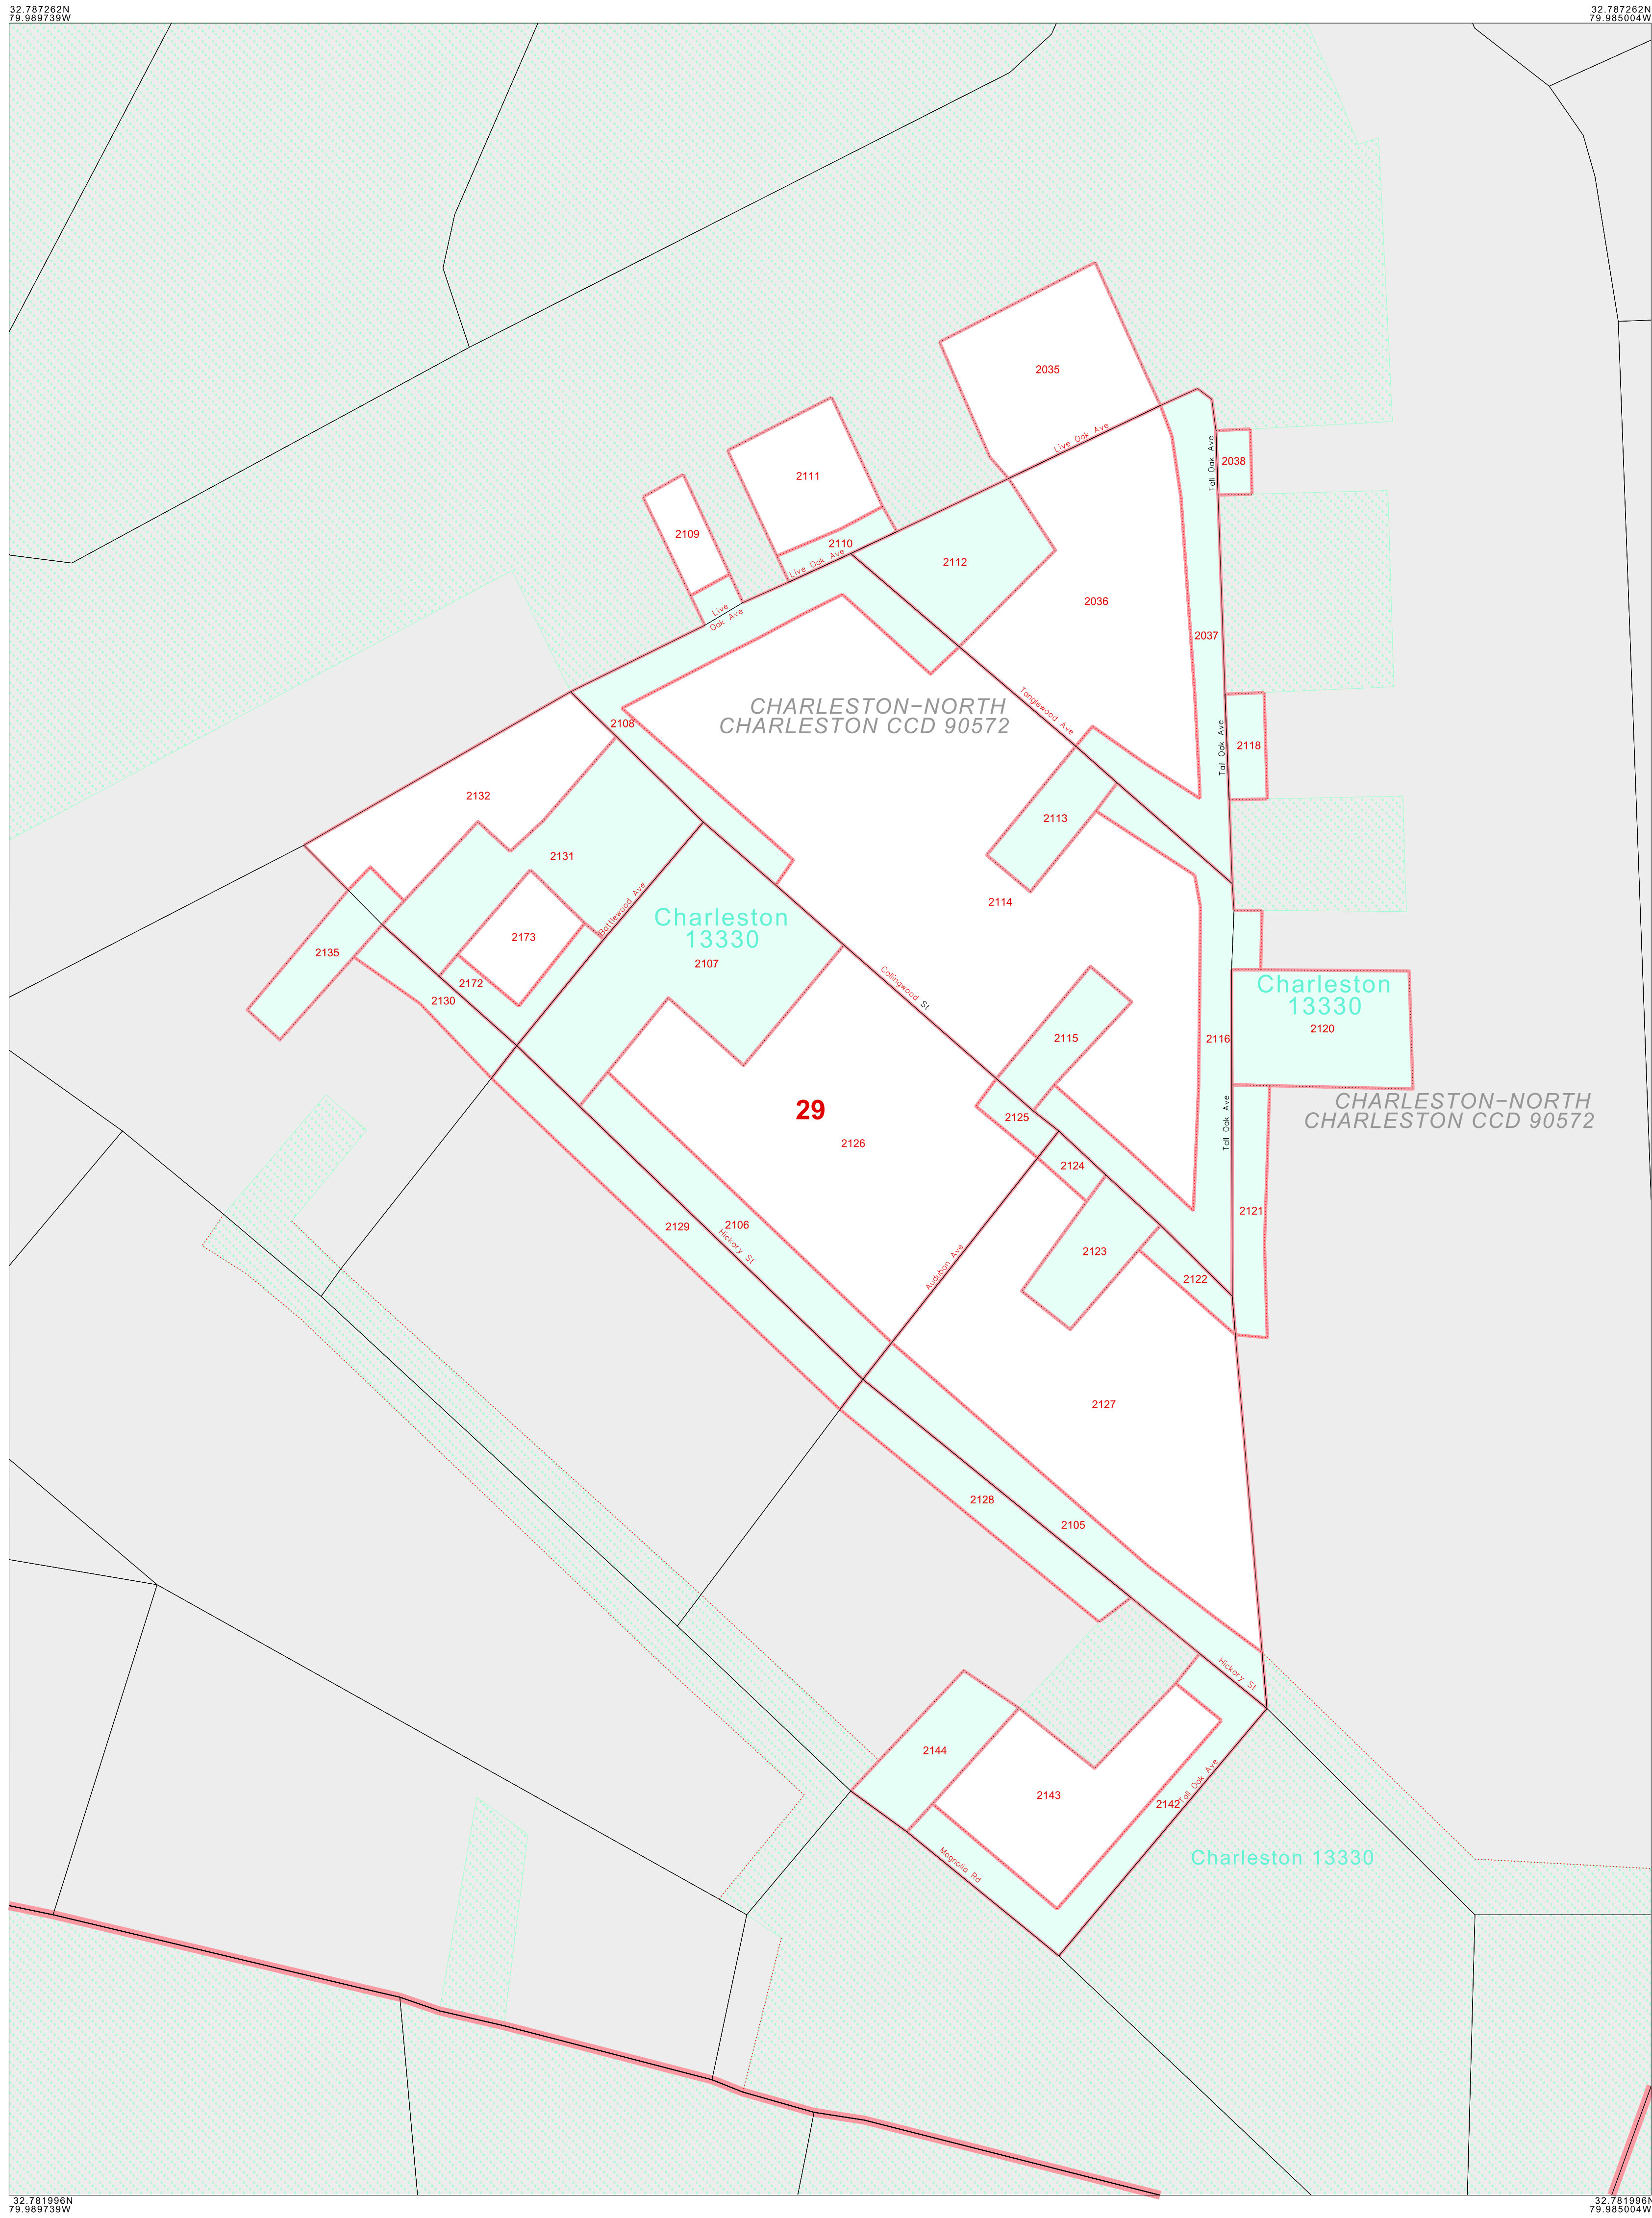 32.787262N
79.989739W
32.787262N
79.985004W
2035
Live Oak Ave
2038
Tall Oak Ave
2111
2109
2110
Live Oak Ave
2112
2036
Live
Oak Ave
2037
CHARLESTON-NORTH
CHARLESTON CCD 90572
Tanglewood Ave
2108
2118
Tall Oak Ave
2132
2113
2131
Battlewood Ave
2114
Charleston
13330
2107
2173
2135
2172
2130
Collingwood St
Charleston
13330
2120
2115
2116
CHARLESTON-NORTH
CHARLESTON CCD 90572
29
2125
Tall Oak Ave
2126
2124
2121
2129
2106
Hickory St
Audubon Ave
2123
2122
2127
2128
2105
Hickory St
2144
2143
2142
Tall Oak Ave
Magnolia Rd
Charleston 13330
32.781996N
79.989739W
32.781996N
79.985004W